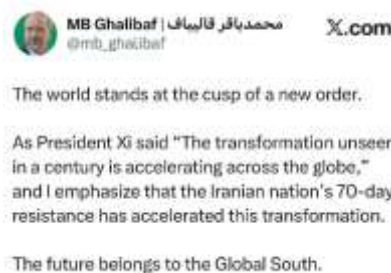 MB Ghalibaf | محمدباقر قالیباف
X.com
@mb_ghalibaf
The world stands at the cusp of a new order.
As President Xi said “The transformation unseen
in a century is accelerating across the globe,”
and I emphasize that the Iranian nation's 70-day
resistance has accelerated this transformation.
The future belongs to the Global South.